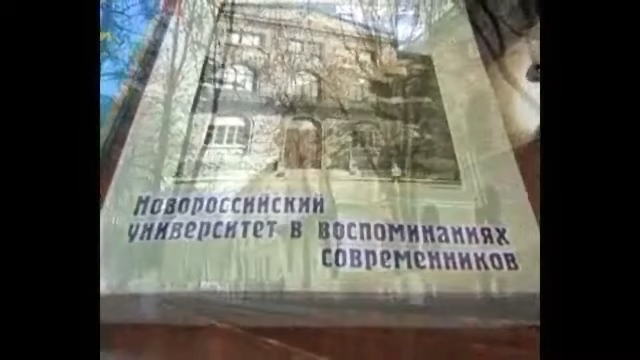 Новороссийский
университет в воспоминаниях
современников